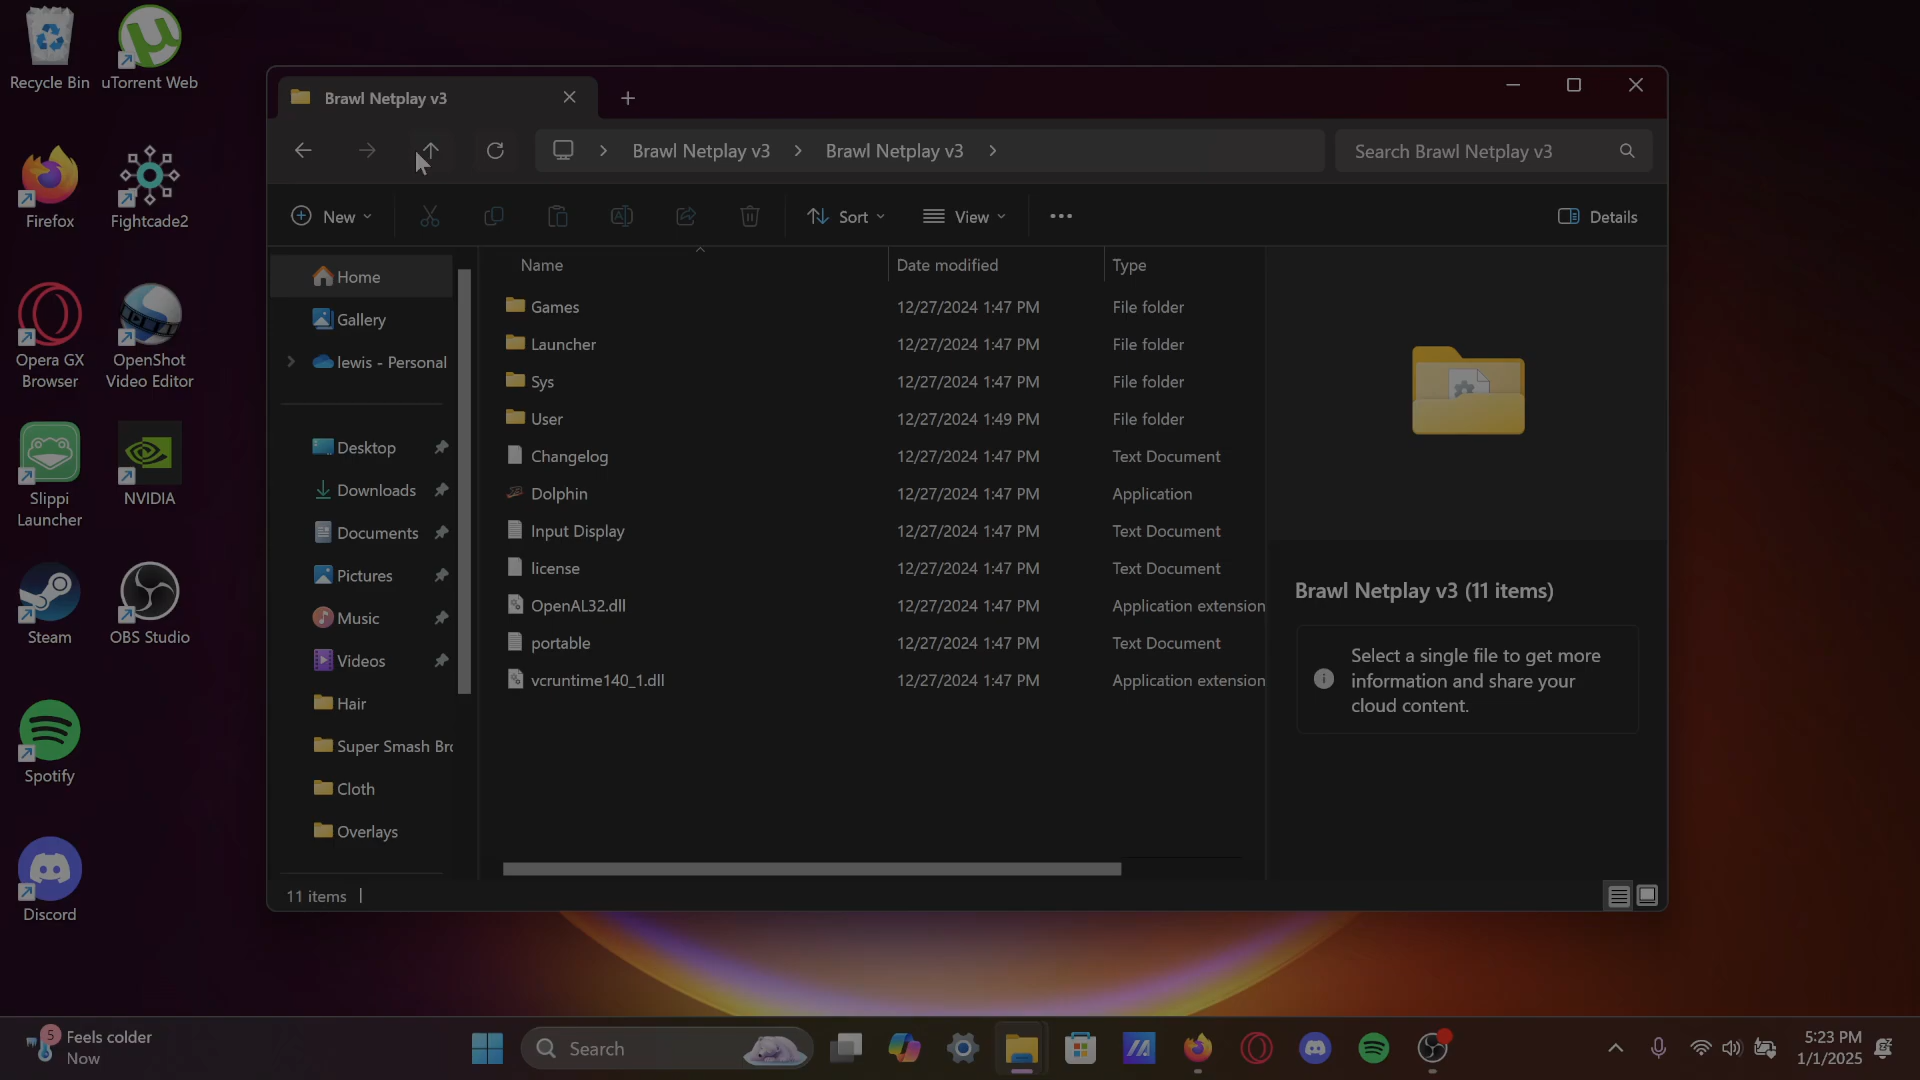 Recycle Bin
uTorrent Web
Firefox
Fightcade2
Opera GX
Browser
OpenShot
Video Editor
Slippi
Launcher
NVIDIA
Steam
OBS Studio
Spotify
Discord
Brawl Netplay v3
Brawl Netplay v3 Brawl Netplay v3
Search Brawl Netplay v3
New
Sort
View
Details
Home
Gallery
lewis - Personal
Desktop
Downloads
Documents
Pictures
Music
Videos
Hair
Super Smash Bro
Cloth
Overlays
Name Date modified Type
Games 12/27/2024 1:47 PM File folder
Launcher 12/27/2024 1:47 PM File folder
Sys 12/27/2024 1:47 PM File folder
User 12/27/2024 1:49 PM File folder
Changelog 12/27/2024 1:47 PM Text Document
Dolphin 12/27/2024 1:47 PM Application
Input Display 12/27/2024 1:47 PM Text Document
license 12/27/2024 1:47 PM Text Document
OpenAL32.dll 12/27/2024 1:47 PM Application extension
portable 12/27/2024 1:47 PM Text Document
vcruntime140_1.dll 12/27/2024 1:47 PM Application extension
Brawl Netplay v3 (11 items)
Select a single file to get more
information and share your
cloud content.
11 items
5
Feels colder
Now
Search
5:23 PM
1/1/2025